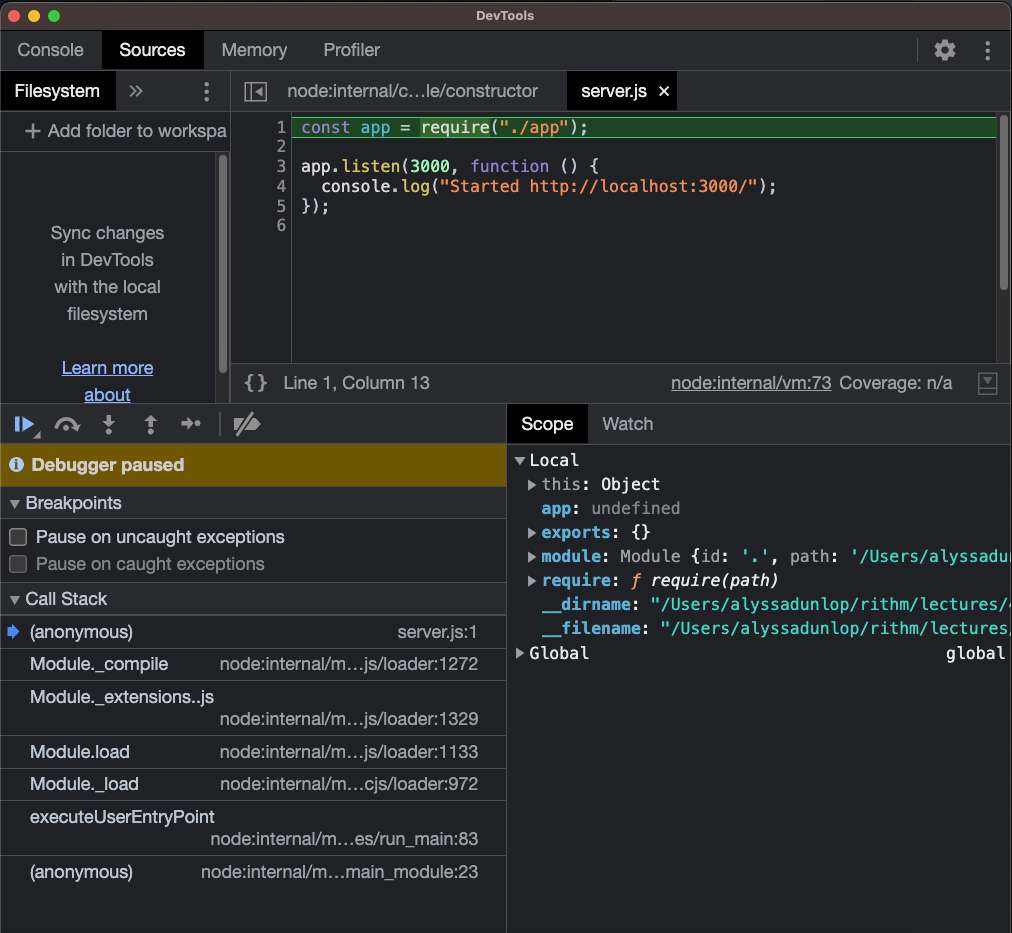 DevTools
Console Sources Memory Profiler
Filesystem
node:internal/c…le/constructor server.js ×
+ Add folder to workspa
1 const app = require("./app");
2
3 app.listen(3000, function () {
4 console.log("Started http://localhost:3000/");
5 });
6
Sync changes
in DevTools
with the local
filesystem
Learn more
about
{} Line 1, Column 13 node:internal/vm:73 Coverage: n/a
Debugger paused
Breakpoints
Pause on uncaught exceptions
Pause on caught exceptions
Call Stack
(anonymous) server.js:1
Module._compile node:internal/m…js/loader:1272
Module._extensions..js
node:internal/m…js/loader:1329
Module.load node:internal/m…js/loader:1133
Module._load node:internal/m…cjs/loader:972
executeUserEntryPoint
node:internal/m…es/run_main:83
(anonymous) node:internal/m…main_module:23
Scope Watch
Local
this: Object
app: undefined
exports: {}
module: Module {id: '.', path: '/Users/alyssadun
require: ƒ require(path)
__dirname: "/Users/alyssadunlop/rithm/lectures/
__filename: "/Users/alyssadunlop/rithm/lectures/
Global global